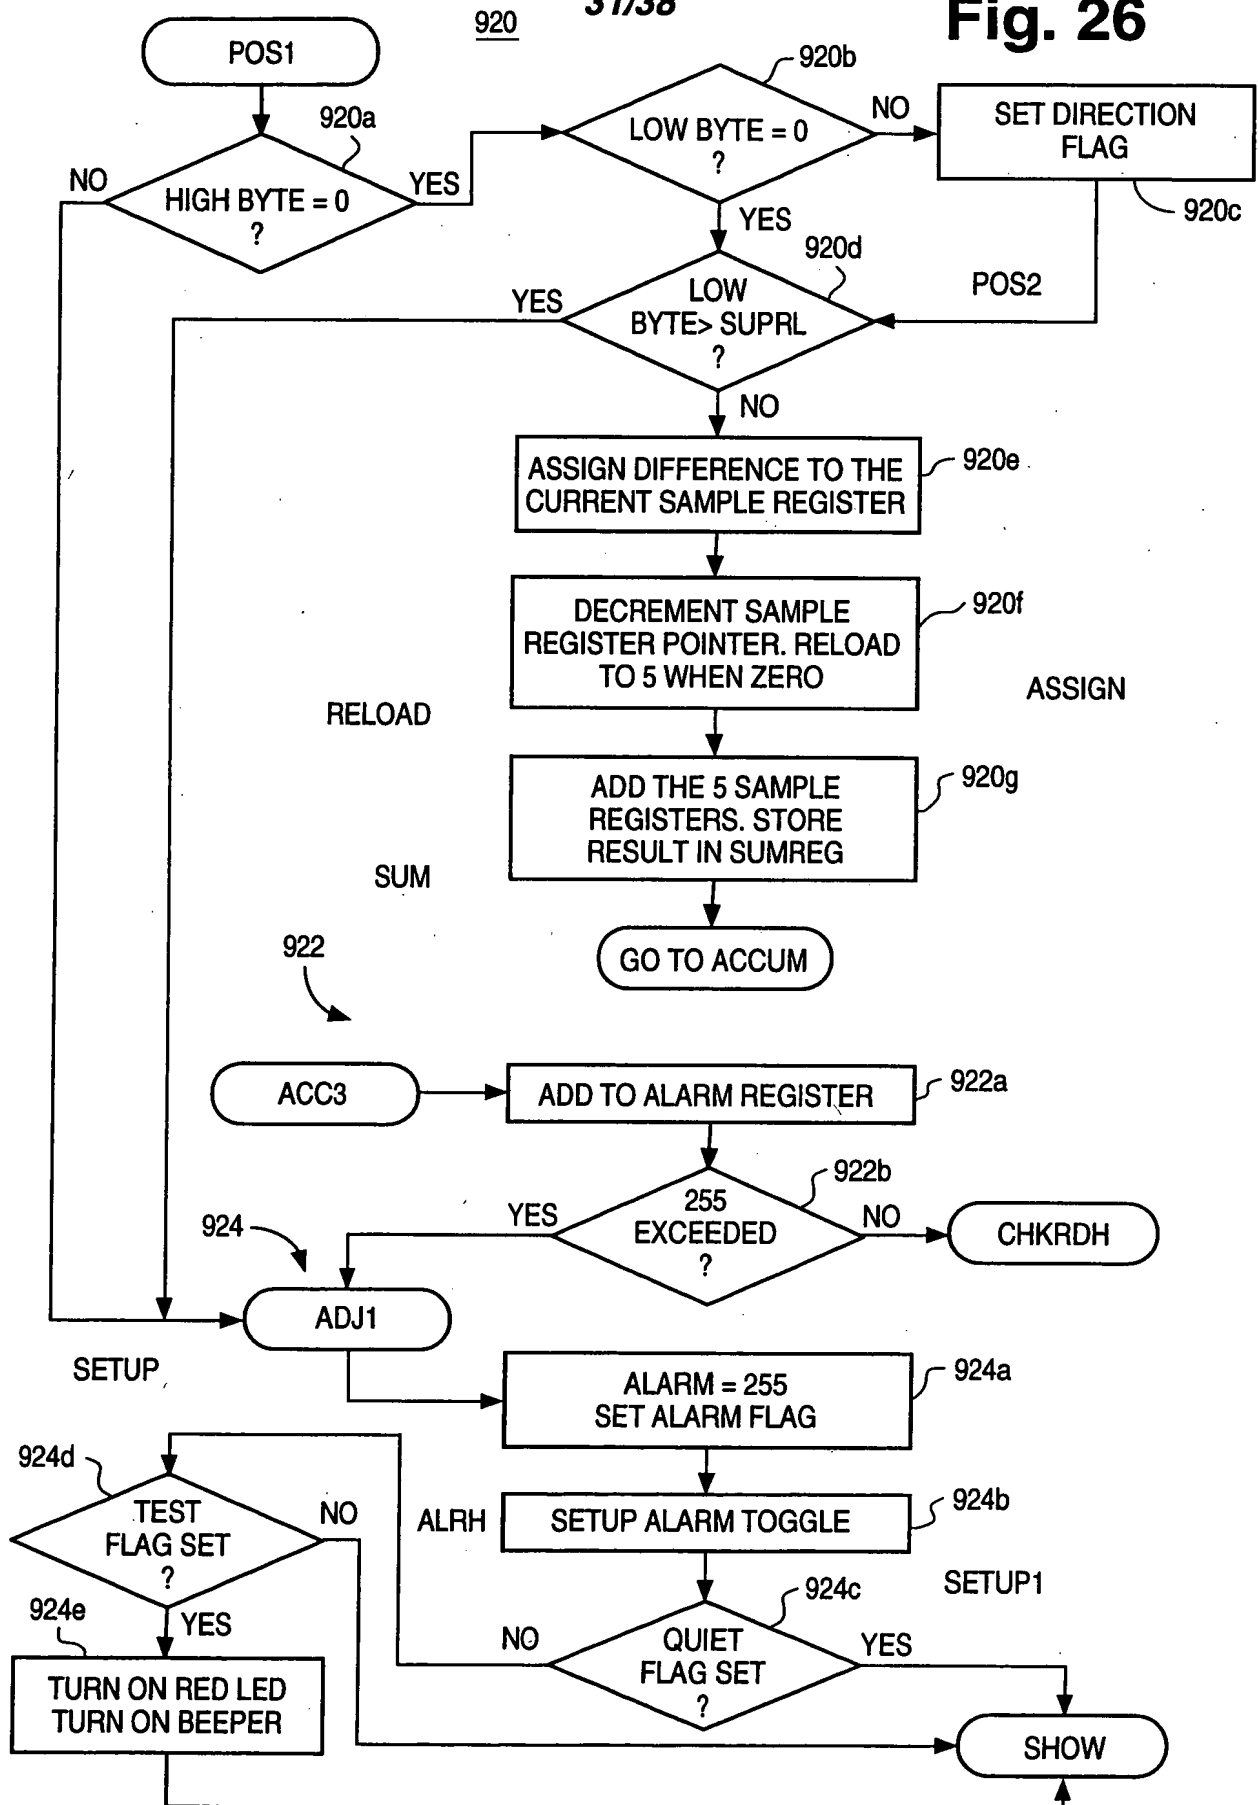 31/38
Fig. 26
920
POS1
920a
HIGH BYTE = 0
?
NO
YES
920b
LOW BYTE = 0
?
NO
YES
SET DIRECTION
FLAG
920c
POS2
920d
LOW
BYTE> SUPRL
?
YES
NO
ASSIGN DIFFERENCE TO THE
CURRENT SAMPLE REGISTER
920e
DECREMENT SAMPLE
REGISTER POINTER. RELOAD
TO 5 WHEN ZERO
920f
ASSIGN
RELOAD
ADD THE 5 SAMPLE
REGISTERS. STORE
RESULT IN SUMREG
920g
SUM
GO TO ACCUM
922
ACC3
ADD TO ALARM REGISTER
922a
255
EXCEEDED
?
922b
YES
NO
CHKRDH
924
ADJ1
SETUP
ALARM = 255
SET ALARM FLAG
924a
SETUP ALARM TOGGLE
924b
ALRH
SETUP1
QUIET
FLAG SET
?
924c
NO
YES
924d
TEST
FLAG SET
?
NO
YES
924e
TURN ON RED LED
TURN ON BEEPER
SHOW